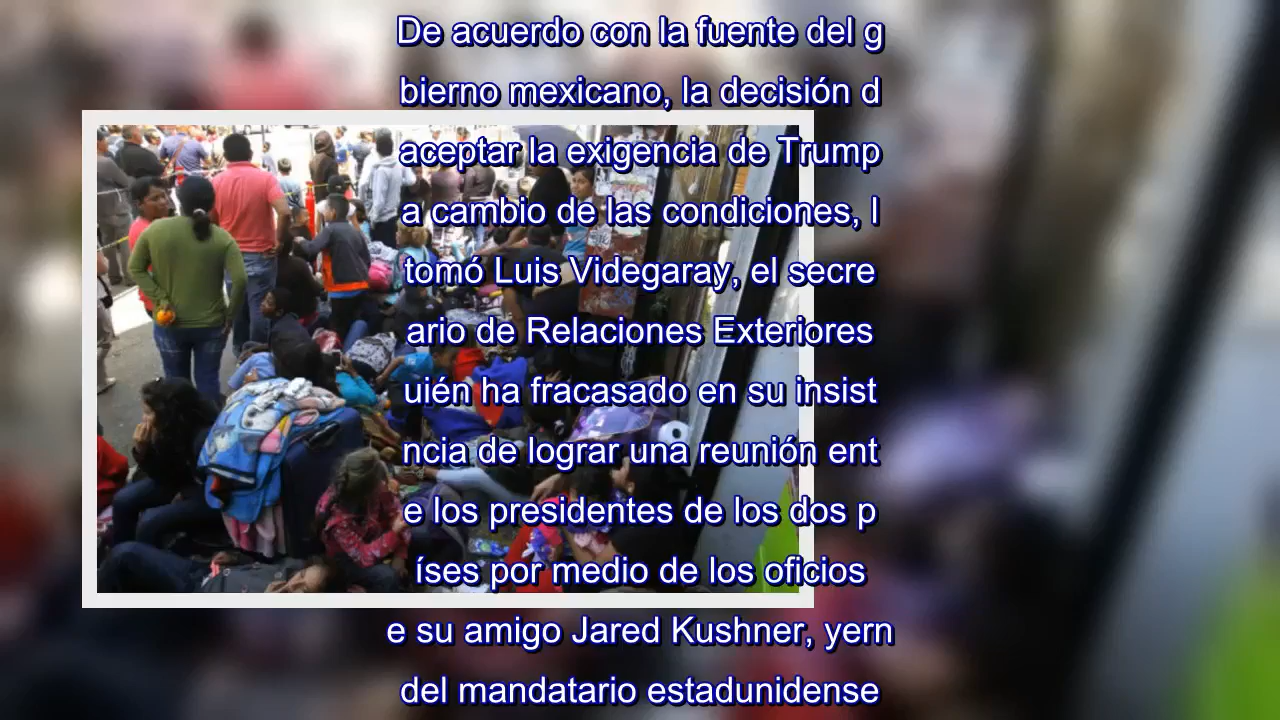 De acuerdo con la fuente del g
bierno mexicano, la decisión d
aceptar la exigencia de Trump
a cambio de las condiciones, l
tomó Luis Videgaray, el secre
ario de Relaciones Exteriores
uién ha fracasado en su insist
ncia de lograr una reunión ent
e los presidentes de los dos p
íses por medio de los oficios
e su amigo Jared Kushner, yern
del mandatario estadunidense